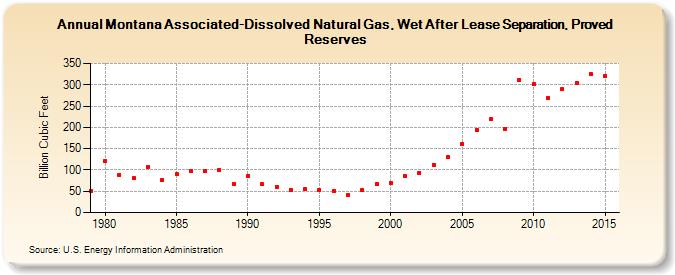 Annual Montana Associated-Dissolved Natural Gas, Wet After Lease Separation, Proved
Reserves
Billion Cubic Feet
350
300
250
200
150
100
50
0
1980 1985 1990 1995 2000 2005 2010 2015
Source: U.S. Energy Information Administration